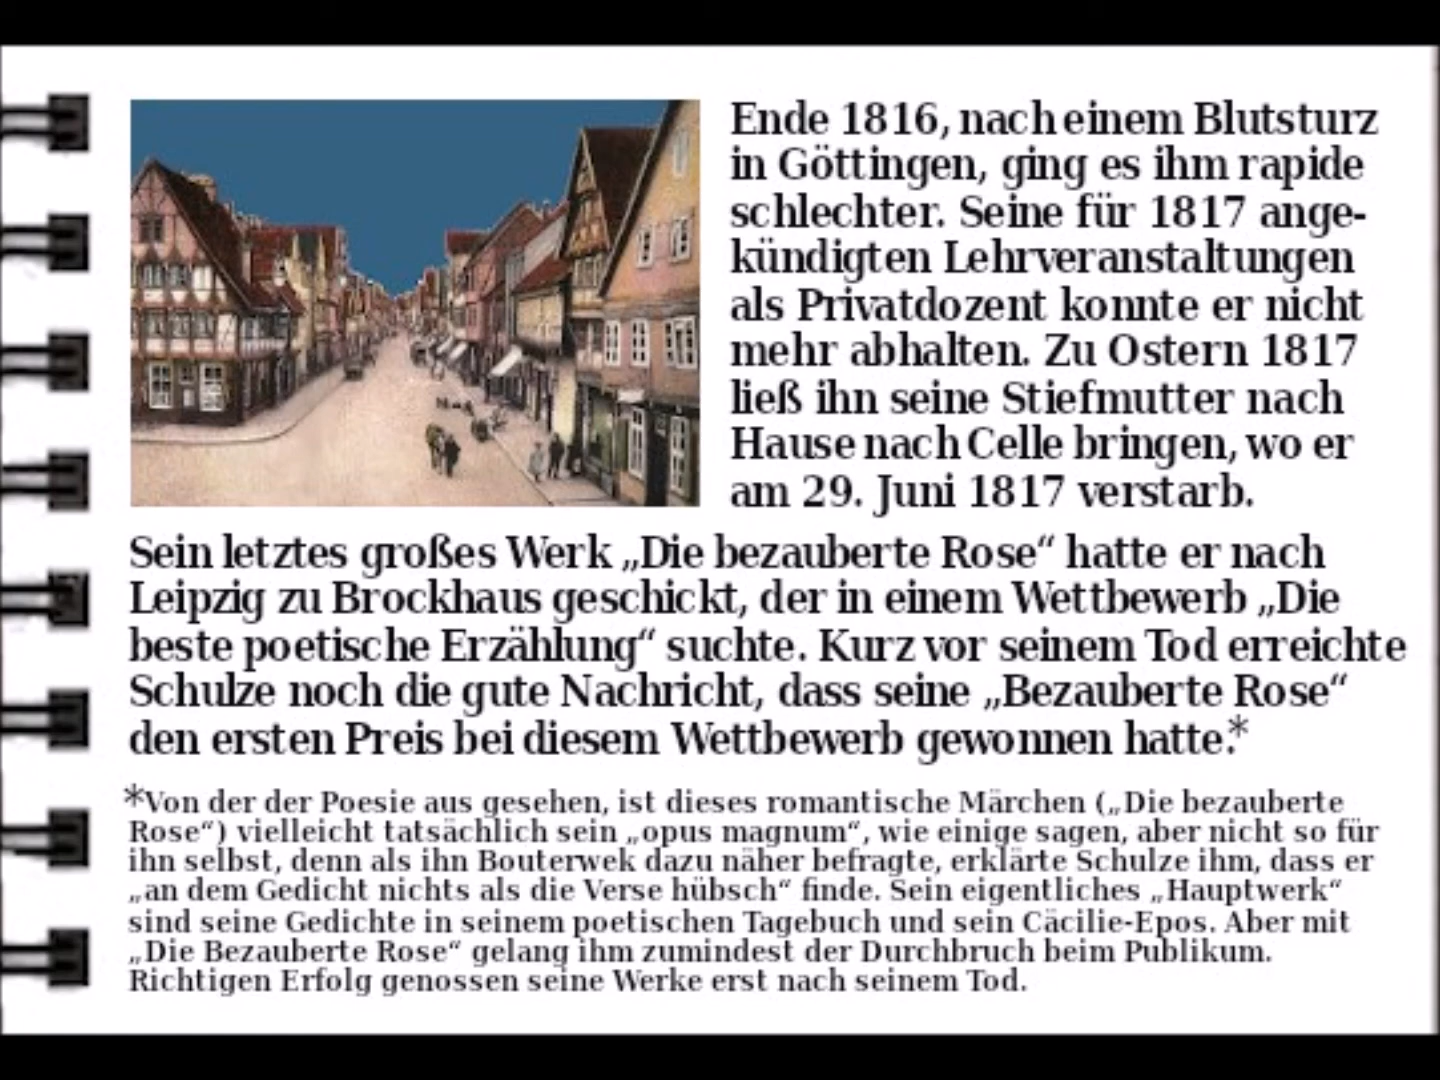 Ende 1816, nach einem Blutsturz
in Göttingen, ging es ihm rapide
schlechter. Seine für 1817 ange-
kündigten Lehrveranstaltungen
als Privatdozent konnte er nicht
mehr abhalten. Zu Ostern 1817
ließ ihn seine Stiefmutter nach
Hause nach Celle bringen, wo er
am 29. Juni 1817 verstarb.
Sein letztes großes Werk „Die bezauberte Rose“ hatte er nach
Leipzig zu Brockhaus geschickt, der in einem Wettbewerb „Die
beste poetische Erzählung“ suchte. Kurz vor seinem Tod erreichte
Schulze noch die gute Nachricht, dass seine „Bezauberte Rose“
den ersten Preis bei diesem Wettbewerb gewonnen hatte.*
*Von der der Poesie aus gesehen, ist dieses romantische Märchen („Die bezauberte
Rose“) vielleicht tatsächlich sein „opus magnum“, wie einige sagen, aber nicht so für
ihn selbst, denn als ihn Bouterwek dazu näher befragte, erklärte Schulze ihm, dass er
„an dem Gedicht nichts als die Verse hübsch“ finde. Sein eigentliches „Hauptwerk“
sind seine Gedichte in seinem poetischen Tagebuch und sein Cäcilie-Epos. Aber mit
„Die Bezauberte Rose“ gelang ihm zumindest der Durchbruch beim Publikum.
Richtigen Erfolg genossen seine Werke erst nach seinem Tod.